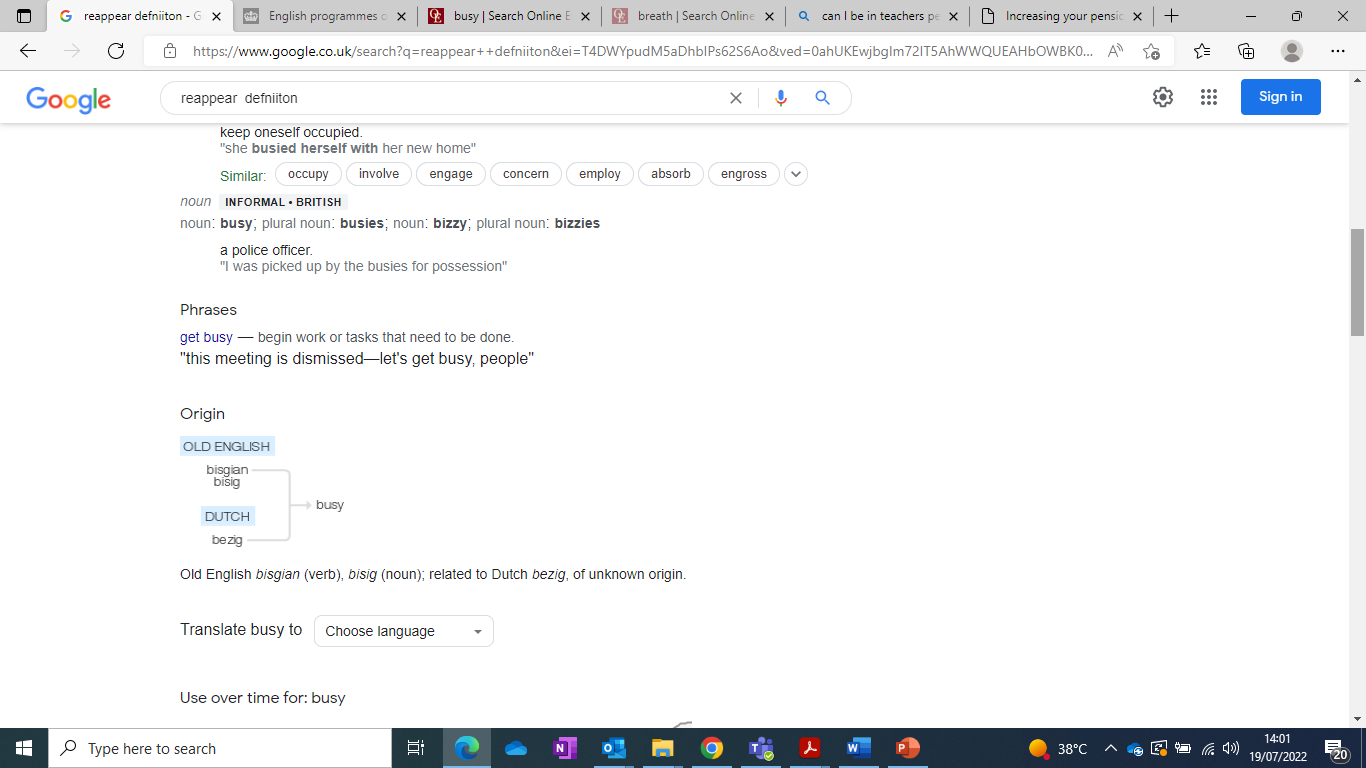 reappear defniiton - G
English programmes o
busy | Search Online E
breath | Search Online
can I be in teachers pe
Increasing your pensic
https://www.google.co.uk/search?q=reappear++defniiton&ei=T4DWYpudM5aDhbIPs62S6Ao&ved=0ahUKEwjbgIm72IT5AhWWQUEAHbOWBK0...
Google
reappear  defniiton
Sign in
keep oneself occupied.
"she busied herself with her new home"
Similar: occupy involve engage concern employ absorb engross
noun INFORMAL • BRITISH
noun: busy; plural noun: busies; noun: bizzy; plural noun: bizzies
a police officer.
"I was picked up by the busies for possession"
Phrases
get busy — begin work or tasks that need to be done.
"this meeting is dismissed—let's get busy, people"
Origin
OLD ENGLISH
bisgian
bisig
busy
DUTCH
bezig
Old English bisgian (verb), bisig (noun); related to Dutch bezig, of unknown origin.
Translate busy to Choose language
Use over time for: busy
Type here to search
38°C
14:01
19/07/2022
20